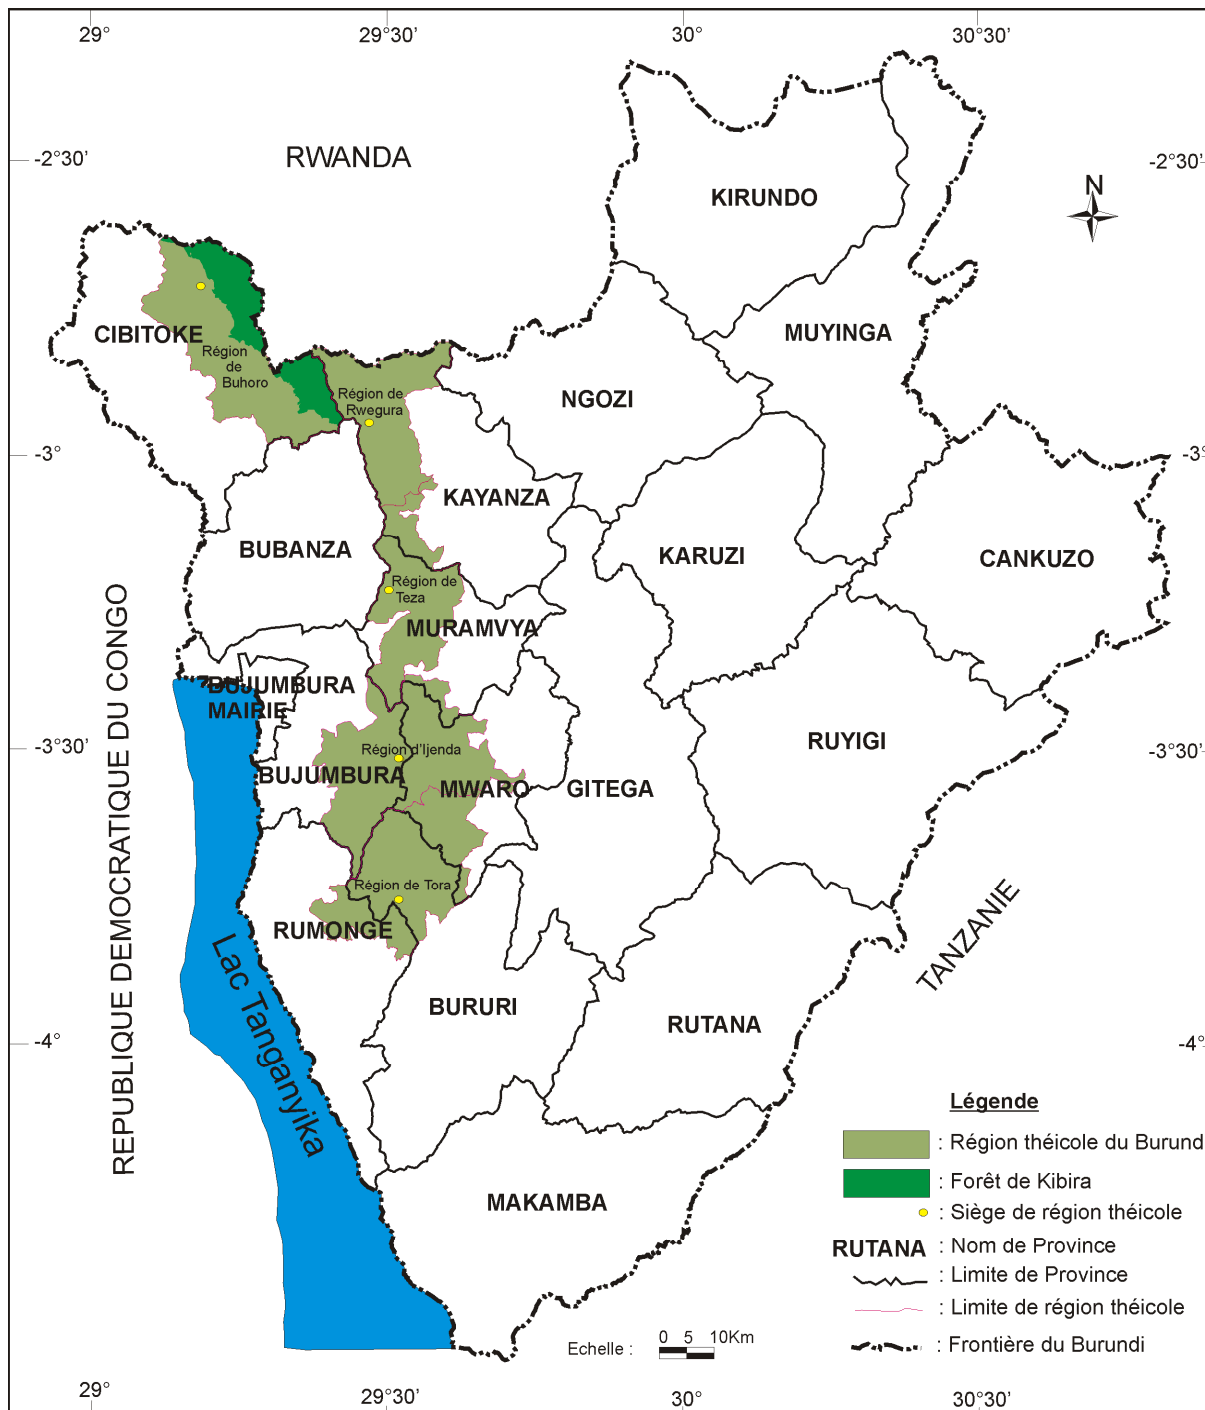 29°
29°30'
30°
30°30'
-2°30'
RWANDA
-2°30'
N
KIRUNDO
CIBITOKE
MUYINGA
Région
de
Buhoro
Région de
Rwegura
NGOZI
-3°
-3°
KAYANZA
BUBANZA
KARUZI
CANKUZO
Région de
Teza
MURAMVYA
REPUBLIQUE DEMOCRATIQUE DU CONGO
BUJUMBURA
MAIRIE
-3°30'
Région d'Ijenda
RUYIGI
-3°30'
BUJUMBURA
MWARO
GITEGA
Région de Tora
RUMONGE
TANZANIE
Lac Tanganyika
BURURI
RUTANA
-4°
-4°
MAKAMBA
Légende
: Région théicole du Burund
: Forêt de Kibira
: Siège de région théicole
RUTANA : Nom de Province
: Limite de Province
: Limite de région théicole
: Frontière du Burundi
Echelle : 0 5 10Km
29°
29°30'
30°
30°30'